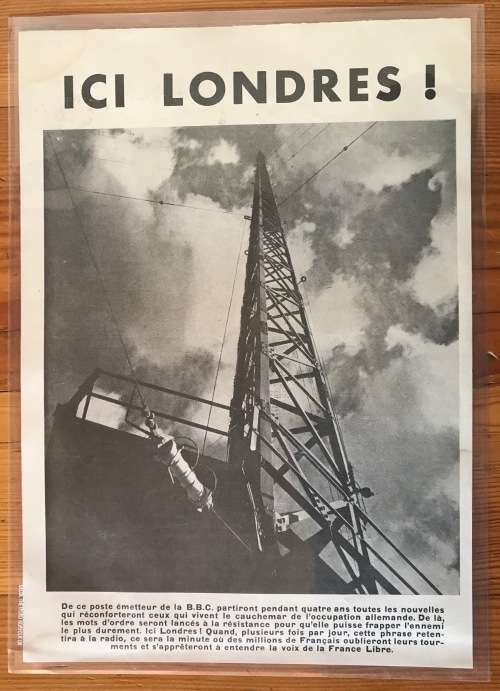 ICI LONDRES !
De ce poste émetteur de la B.B.C. partiront pendant quatre ans toutes les nouvelles
qui réconforteront ceux qui vivent le cauchemar de l'occupation allemande. De là,
les mots d'ordre seront lancés à la résistance pour qu'elle puisse frapper l'ennemi
le plus durement. Ici Londres ! Quand, plusieurs fois par jour, cette phrase reten-
tira à la radio, ce sera la minute où des millions de Français oublieront leurs tour-
ments et s'apprêteront à entendre la voix de la France Libre.